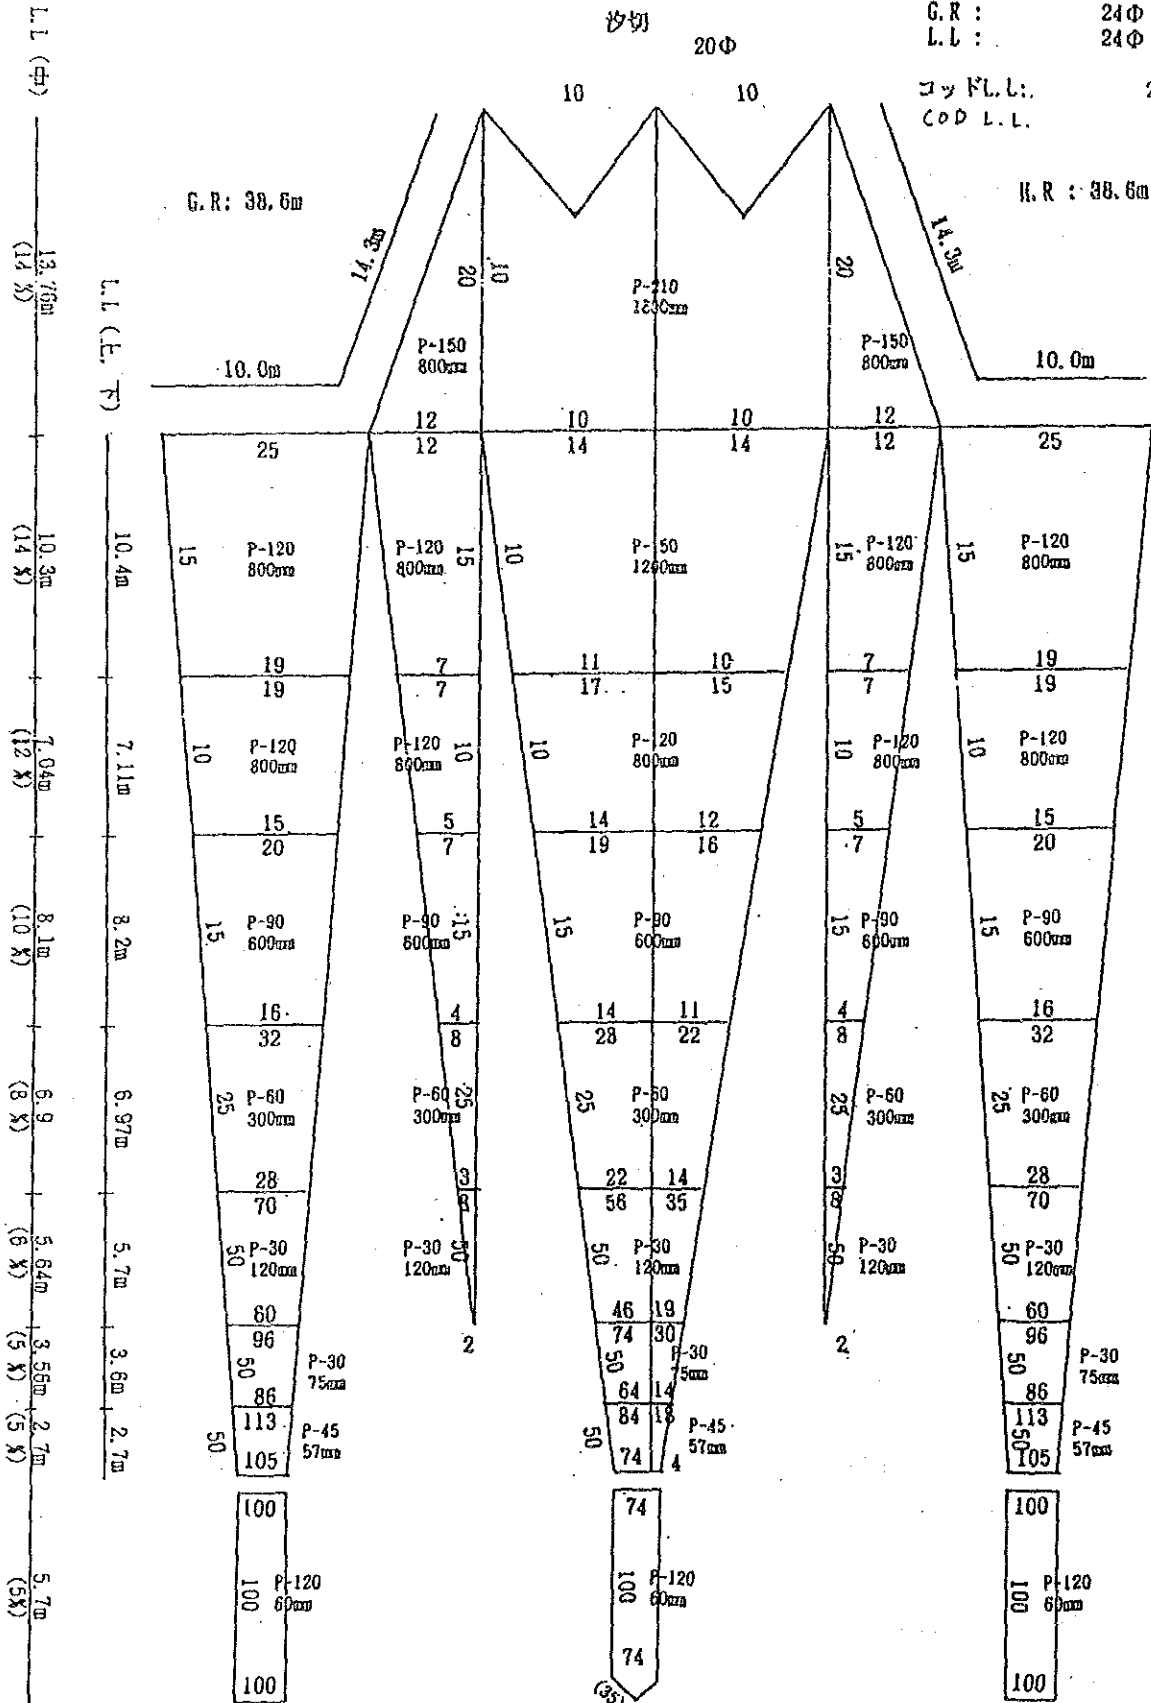 沙切
20Φ
G.R : 24Φ
L.L : 24Φ
コッドL.L:. 2
COD L.L.
10 10
G.R: 38.6m
H.R : 38.6m
14.3m
14.3m
10.0m
10.0m
20 10
20
P-150
800mm
P-210
P-150
800mm
12 10 10 12
25 12 14 14 12 25
15 P-120
800mm
P-120
800mm
15
10
1200mm
15
P-120
800mm
15
P-120
800mm
19 7 11 10 7 19
19 7 17 15 7 19
10 P-120
800mm
P-120
800mm
10
10
P-120
800mm
10
P-120
800mm
10
P-120
800mm
15 5 14 12 5 15
20 7 19 16 7 20
15 P-90
600mm
P-90
600mm
15
15
P-90
600mm
15
P-90
600mm
15
P-90
600mm
16 4 14 11 4 16
32 8 28 22 8 32
25 P-60
300mm
P-60
300mm
25
25
P-60
300mm
25
P-60
300mm
25
P-60
300mm
28 3 22 14 3 28
70 8 56 35 8 70
50 P-30
120mm
P-30
120mm
50
50
P-30
120mm
50
P-30
120mm
50
P-30
120mm
60 46 19 60
96 2 74 30 2 96
50 P-30
75mm
50
P-30
75mm
50
P-30
75mm
86 64 14 86
113 84 18 113
50 P-45
57mm
50
P-45
57mm
50
P-45
57mm
105 74 4 105
100 74 100
100 P-120
60mm
100
P-120
60mm
100
P-120
60mm
100 74 100
(35)
L.L (中)
13.76m
(14 %)
10.3m
(14 %)
7.04m
(12 %)
8.1m
(10 %)
6.9
(8 %)
5.64m
(6 %)
3.56m
(5 %)
2.7m
(5 %)
5.7m
(5%)
L.L (上, 下)
10.4m
7.11m
8.2m
6.97m
5.7m
3.6m
2.7m